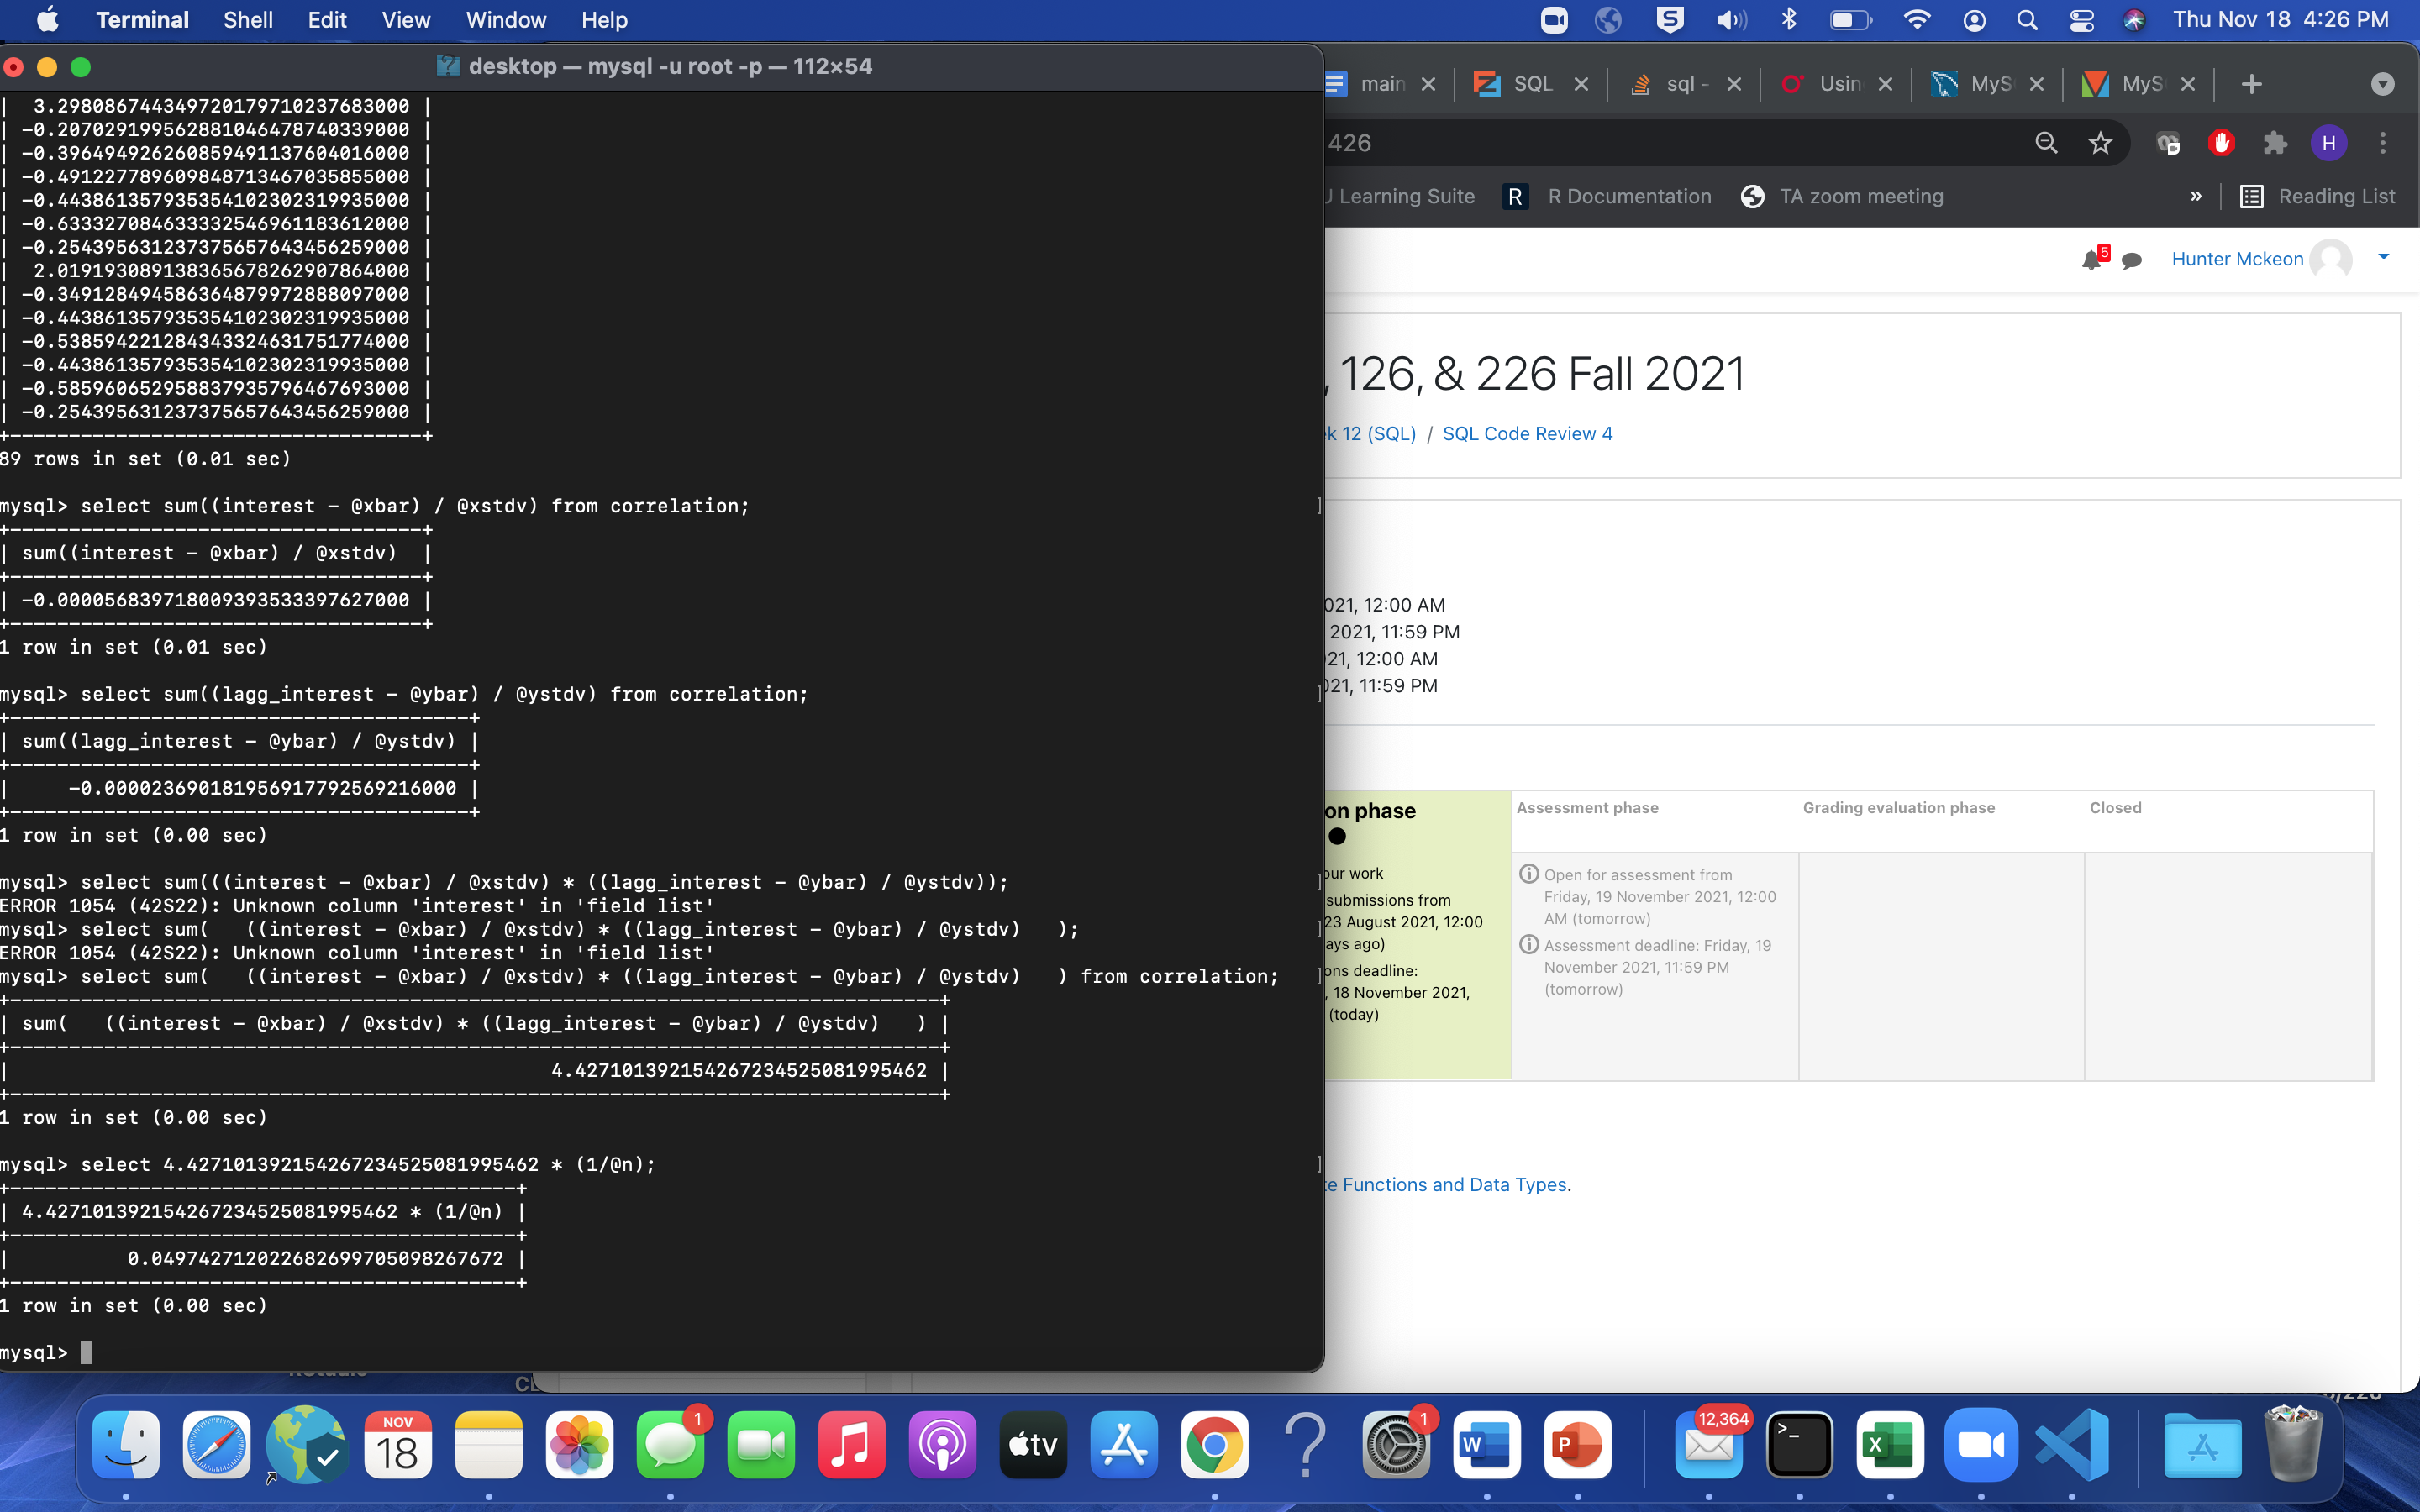 Terminal Shell Edit View Window Help
Thu Nov 18 4:26 PM
desktop — mysql -u root -p — 112×54
| 3.2980867443497201797102376830​00 |
| -0.207029199562881046478740339000 |
| -0.396494926260859491137604016000 |
| -0.491227789609848713467035855000 |
| -0.443861357935354102302319935000 |
| -0.633327084633332546961183612000 |
| -0.254395631237375657643456259000 |
| 2.019193089138365678262907864000 |
| -0.349128494586364879972888097000 |
| -0.443861357935354102302319935000 |
| -0.538594221284343324631751774000 |
| -0.443861357935354102302319935000 |
| -0.585960652958837935796467693000 |
| -0.254395631237375657643456259000 |
+-----------------------------------+
89 rows in set (0.01 sec)
mysql> select sum((interest - @xbar) / @xstdv) from correlation;
+-----------------------------------+
| sum((interest - @xbar) / @xstdv) |
+-----------------------------------+
| -0.000056839718009393533397627000 |
+-----------------------------------+
1 row in set (0.01 sec)
mysql> select sum((lagg_interest - @ybar) / @ystdv) from correlation;
+---------------------------------------+
| sum((lagg_interest - @ybar) / @ystdv) |
+---------------------------------------+
| -0.000023690181956917792569216000 |
+---------------------------------------+
1 row in set (0.00 sec)
mysql> select sum(((interest - @xbar) / @xstdv) * ((lagg_interest - @ybar) / @ystdv));
ERROR 1054 (42S22): Unknown column 'interest' in 'field list'
mysql> select sum(   ((interest - @xbar) / @xstdv) * ((lagg_interest - @ybar) / @ystdv)   );
ERROR 1054 (42S22): Unknown column 'interest' in 'field list'
mysql> select sum(   ((interest - @xbar) / @xstdv) * ((lagg_interest - @ybar) / @ystdv)   ) from correlation;
+-------------------------------------------------------------------------------+
| sum(   ((interest - @xbar) / @xstdv) * ((lagg_interest - @ybar) / @ystdv)   ) |
+-------------------------------------------------------------------------------+
| 4.4271013921542672345250819954​62 |
+-------------------------------------------------------------------------------+
1 row in set (0.00 sec)
mysql> select 4.42710139215426723452508199​5462 * (1/@n);
+-------------------------------------------+
| 4.42710139215426723452508199​5462 * (1/@n) |
+-------------------------------------------+
| 0.04974271202268269970509826​7672 |
+-------------------------------------------+
1 row in set (0.00 sec)
mysql>
main
SQL
sql -
Usin
MyS
MyS
426
J Learning Suite
R
R Documentation
TA zoom meeting
»
Reading List
5
Hunter Mckeon
, 126, & 226 Fall 2021
ek 12 (SQL) / SQL Code Review 4
021, 12:00 AM
2021, 11:59 PM
021, 12:00 AM
021, 11:59 PM
on phase
our work
submissions from
23 August 2021, 12:00
ays ago)
ons deadline:
, 18 November 2021,
(today)
Assessment phase
Open for assessment from
Friday, 19 November 2021, 12:00
AM (tomorrow)
Assessment deadline: Friday, 19
November 2021, 11:59 PM
(tomorrow)
Grading evaluation phase
Closed
te Functions and Data Types.
NOV
18
1
tv
1
W
P
12,364
X
H
S